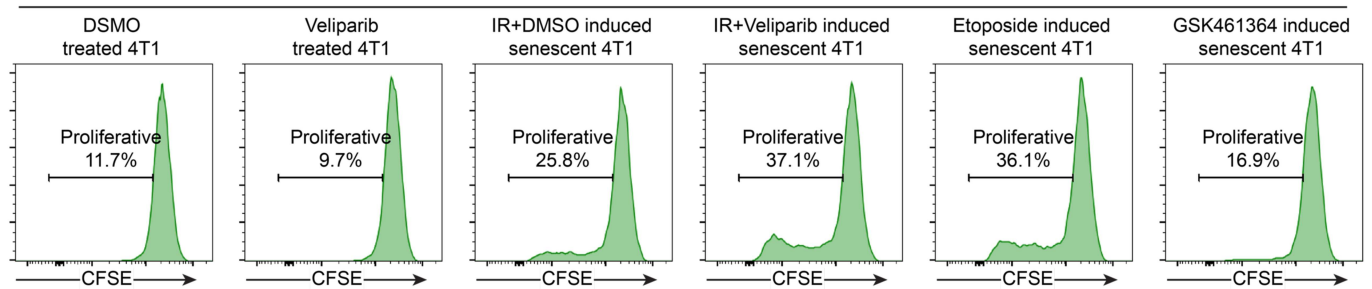 DSMO
treated 4T1
Veliparib
treated 4T1
IR+DMSO induced
senescent 4T1
IR+Veliparib induced
senescent 4T1
Etoposide induced
senescent 4T1
GSK461364 induced
senescent 4T1
Proliferative
11.7%
Proliferative
9.7%
Proliferative
25.8%
Proliferative
37.1%
Proliferative
36.1%
Proliferative
16.9%
CFSE
CFSE
CFSE
CFSE
CFSE
CFSE